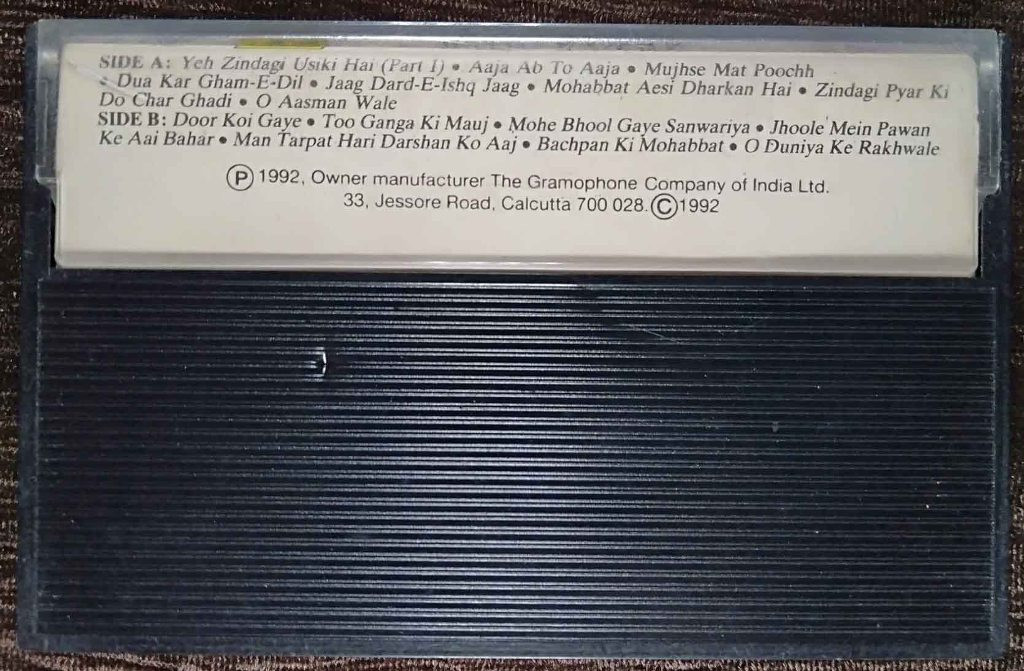 SIDE A: Yeh Zindagi Usiki Hai (Part I) • Aaja Ab To Aaja • Mujhse Mat Poochh
• Dua Kar Gham-E-Dil • Jaag Dard-E-Ishq Jaag • Mohabbat Aesi Dharkan Hai • Zindagi Pyar Ki
Do Char Ghadi • O Aasman Wale
SIDE B: Door Koi Gaye • Too Ganga Ki Mauj • Mohe Bhool Gaye Sanwariya • Jhoole Mein Pawan
Ke Aai Bahar • Man Tarpat Hari Darshan Ko Aaj • Bachpan Ki Mohabbat • O Duniya Ke Rakhwale
Ⓟ 1992, Owner manufacturer The Gramophone Company of India Ltd.
33, Jessore Road, Calcutta 700 028. Ⓒ 1992